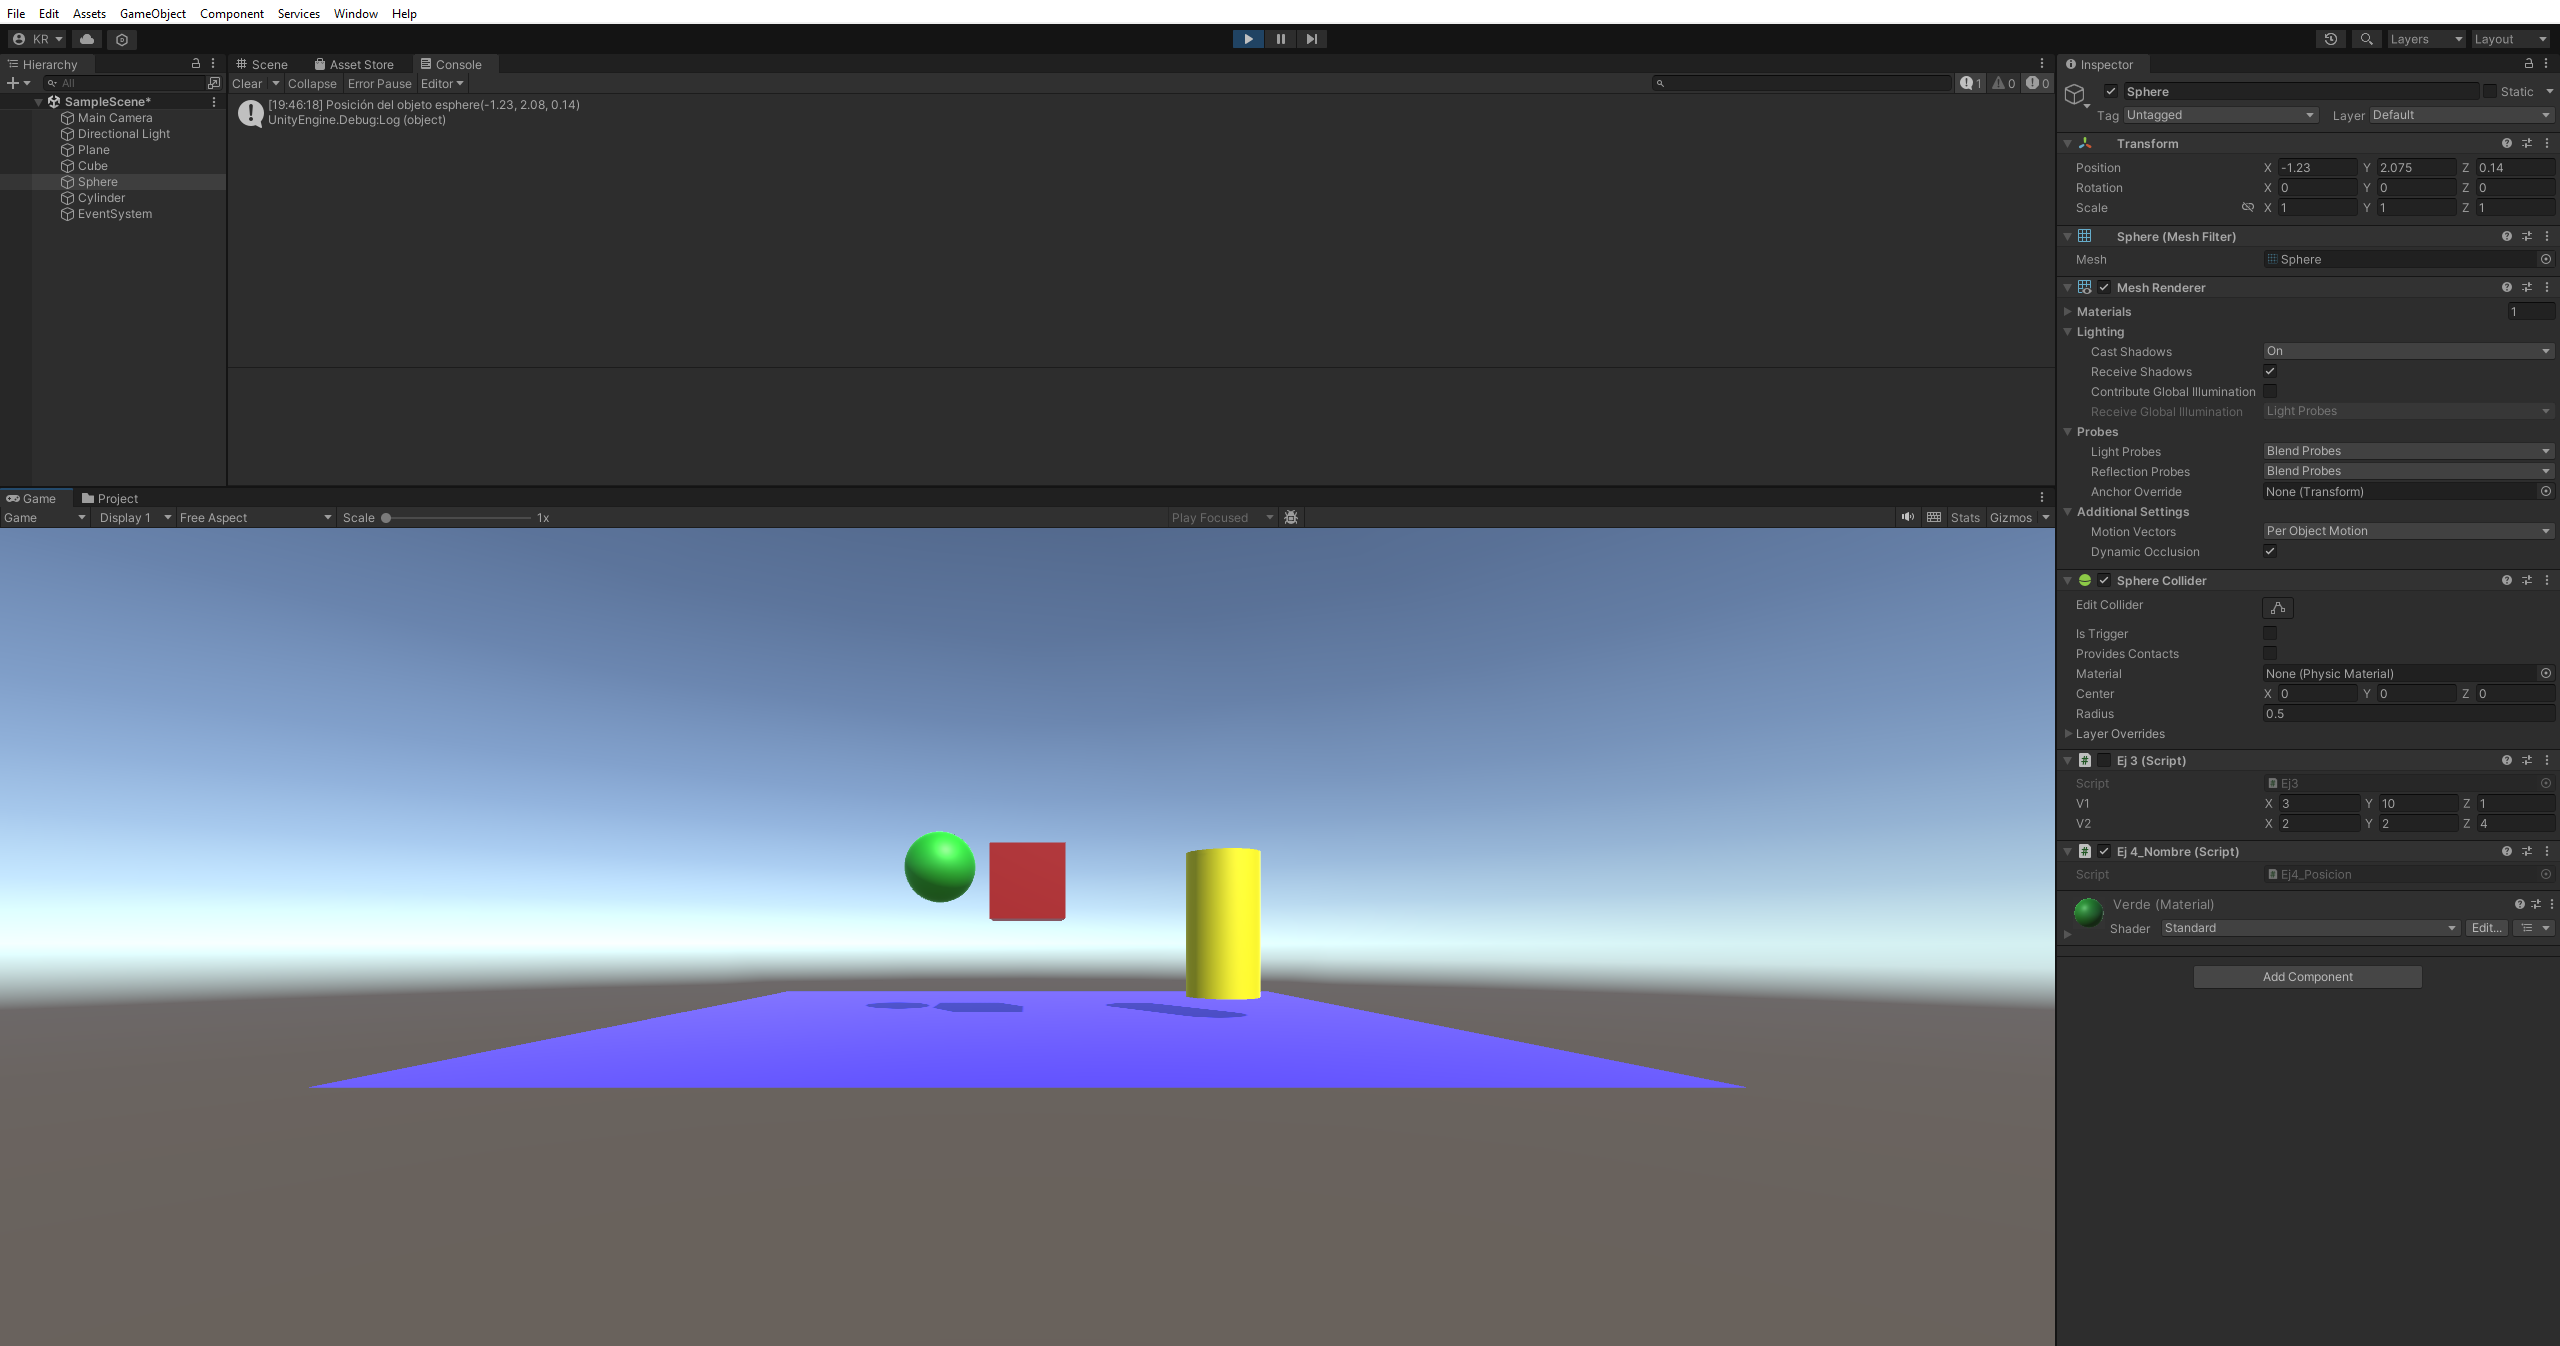 File Edit Assets GameObject Component Services Window Help
KR
Layers Layout
Hierarchy
All
SampleScene*
Main Camera
Directional Light
Plane
Cube
Sphere
Cylinder
EventSystem
Scene Asset Store Console
Clear Collapse Error Pause Editor
1 0 0
[19:46:18] Posición del objeto esphere(-1.23, 2.08, 0.14)
UnityEngine.Debug:Log (object)
Game Project
Game Display 1 Free Aspect Scale 1x Play Focused Stats Gizmos
Inspector
Sphere Static
Tag Untagged Layer Default
Transform
Position X -1.23 Y 2.075 Z 0.14
Rotation X 0 Y 0 Z 0
Scale X 1 Y 1 Z 1
Sphere (Mesh Filter)
Mesh Sphere
Mesh Renderer
Materials 1
Lighting
Cast Shadows On
Receive Shadows
Contribute Global Illumination
Receive Global Illumination Light Probes
Probes
Light Probes Blend Probes
Reflection Probes Blend Probes
Anchor Override None (Transform)
Additional Settings
Motion Vectors Per Object Motion
Dynamic Occlusion
Sphere Collider
Edit Collider
Is Trigger
Provides Contacts
Material None (Physic Material)
Center X 0 Y 0 Z 0
Radius 0.5
Layer Overrides
Ej 3 (Script)
Script Ej3
V1 X 3 Y 10 Z 1
V2 X 2 Y 2 Z 4
Ej 4_Nombre (Script)
Script Ej4_Posicion
Verde (Material)
Shader Standard Edit...
Add Component